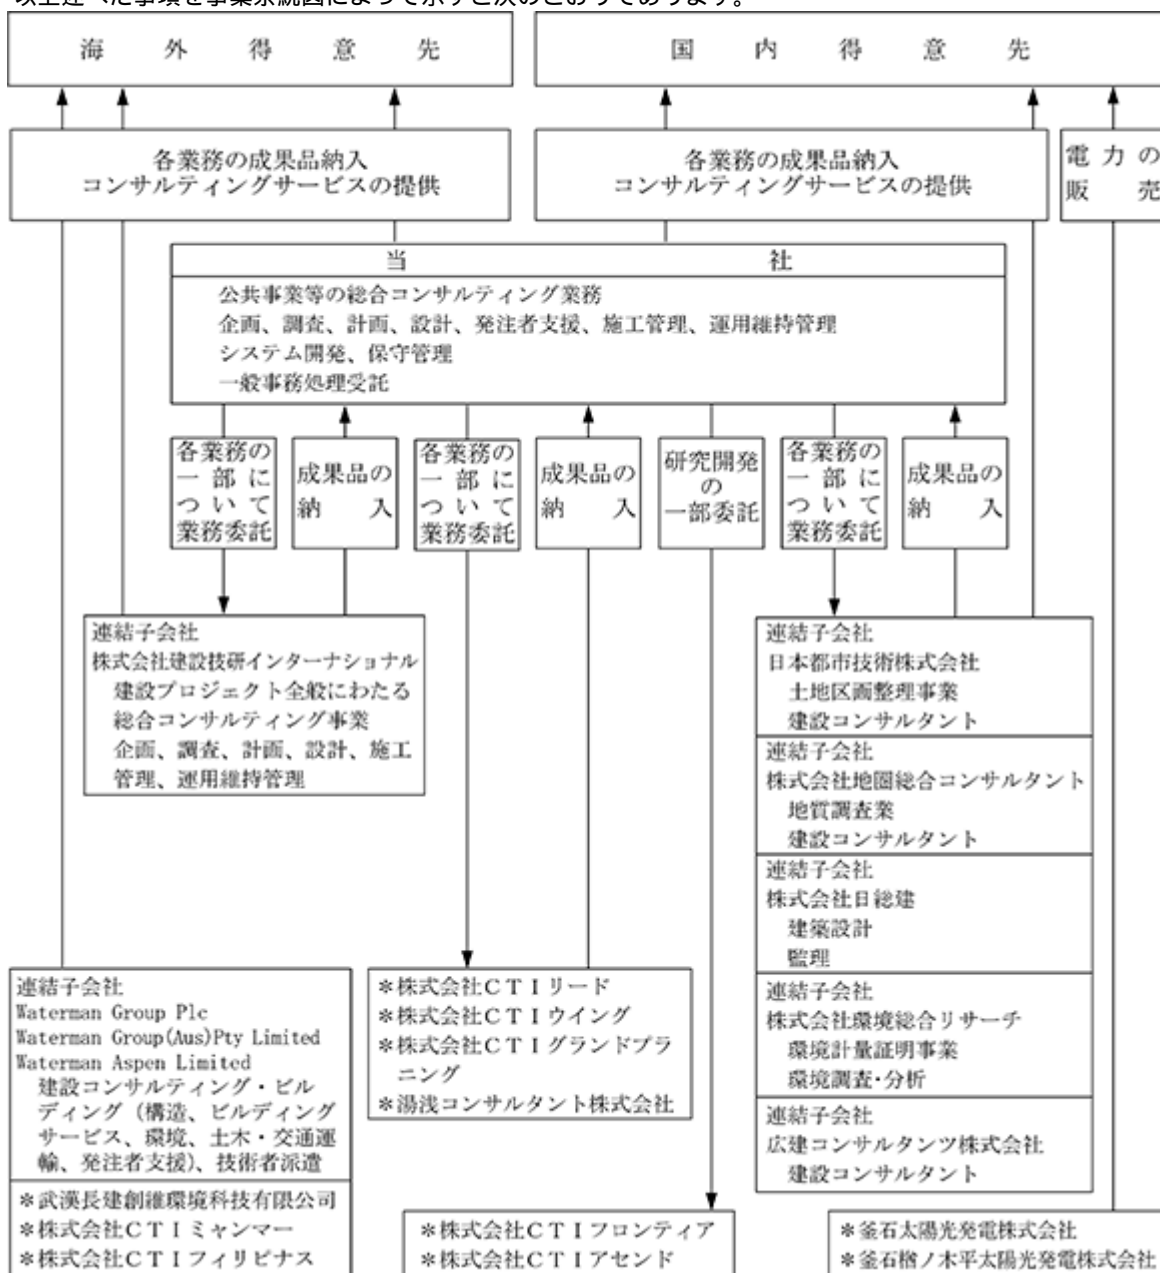 以上述べた事項を事業系統図によって示すと次のとおりであります。
海外得意先
国内得意先
各業務の成果品納入
コンサルティングサービスの提供
各業務の成果品納入
コンサルティングサービスの提供
電力の
販売
当社
公共事業等の総合コンサルティング業務
企画、調査、計画、設計、発注者支援、施工管理、運用維持管理
システム開発、保守管理
一般事務処理受託
各業務の
一部に
ついて
業務委託
成果品の
納入
各業務の
一部に
ついて
業務委託
成果品の
納入
研究開発
の
一部委託
各業務の
一部に
ついて
業務委託
成果品の
納入
連結子会社
株式会社建設技研インターナショナル
建設プロジェクト全般にわたる
総合コンサルティング事業
企画、調査、計画、設計、施工
管理、運用維持管理
連結子会社
日本都市技術株式会社
土地区画整理事業
建設コンサルタント
連結子会社
株式会社地圏総合コンサルタント
地質調査業
建設コンサルタント
連結子会社
株式会社日総建
建築設計
監理
連結子会社
株式会社環境総合リサーチ
環境計量証明事業
環境調査・分析
連結子会社
広建コンサルタンツ株式会社
建設コンサルタント
連結子会社
Waterman Group Plc
Waterman Group(Aus)Pty Limited
Waterman Aspen Limited
建設コンサルティング・ビル
ディング（構造、ビルディング
サービス、環境、土木・交通運
輸、発注者支援）、技術者派遣
＊武漢長建創維環境科技有限公司
＊株式会社ＣＴＩミャンマー
＊株式会社ＣＴＩフィリピナス
＊株式会社ＣＴＩリード
＊株式会社ＣＴＩウイング
＊株式会社ＣＴＩグランドプラ
ニング
＊湯浅コンサルタント株式会社
＊株式会社ＣＴＩフロンティア
＊株式会社ＣＴＩアセンド
＊釜石太陽光発電株式会社
＊釜石楢ノ木平太陽光発電株式会社